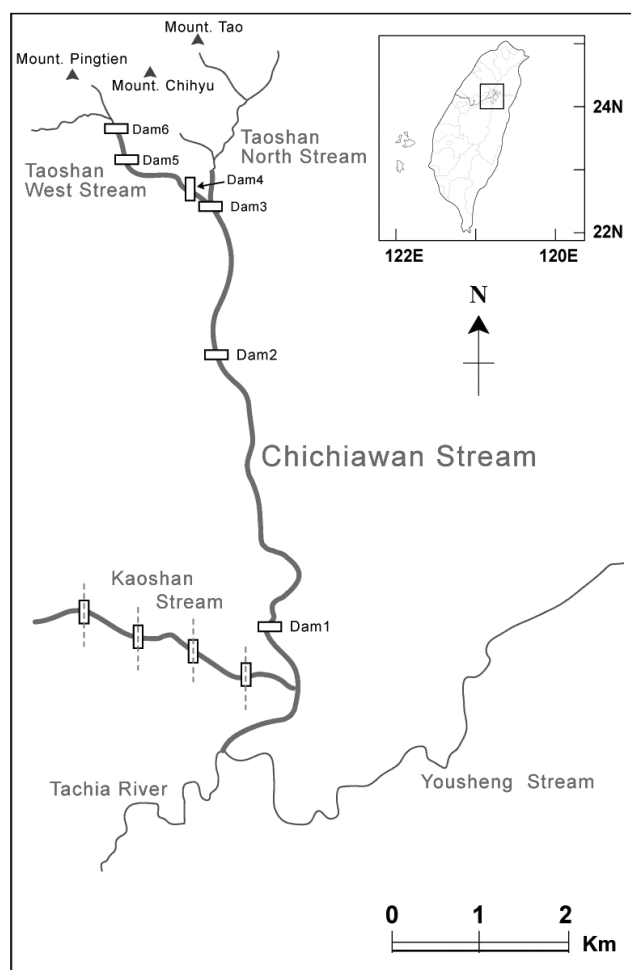 Mount. Tao
Mount. Pingtien
Mount. Chihyu
24N
22N
122E
120E
Dam6
Taoshan
North Stream
Dam5
Taoshan
West Stream
Dam4
Dam3
N
Dam2
Chichiawan Stream
Kaoshan
Stream
Dam1
Tachia River
Yousheng Stream
0
1
2
Km